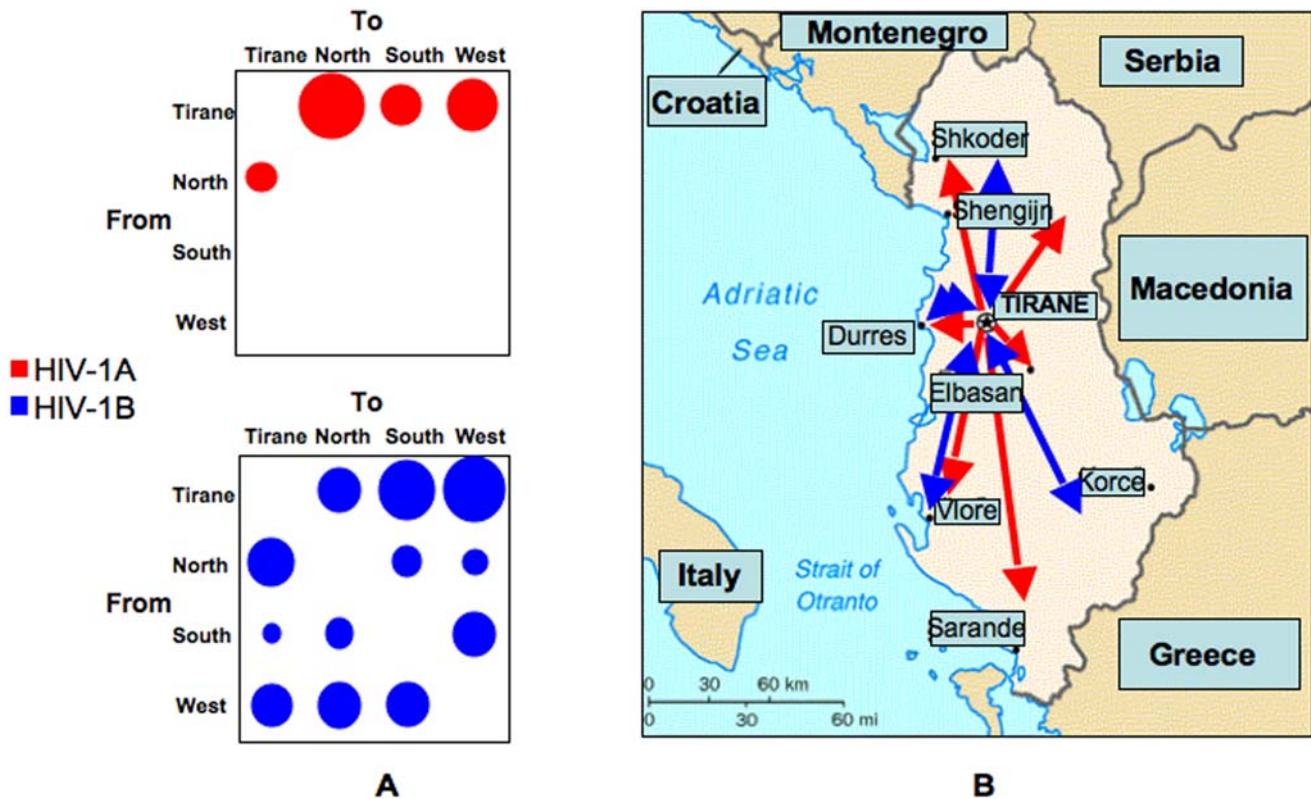 To
Tirane North South West
Tirane
North
From
South
West
HIV-1A
HIV-1B
To
Tirane North South West
Tirane
North
From
South
West
A
Montenegro
Serbia
Croatia
Shkoder
Shengijn
Adriatic
Sea
Macedonia
TIRANE
Durres
Elbasan
Korce
Vlore
Italy
Strait of
Otranto
Sarande
Greece
0 30 60 km
0 30 60 mi
B